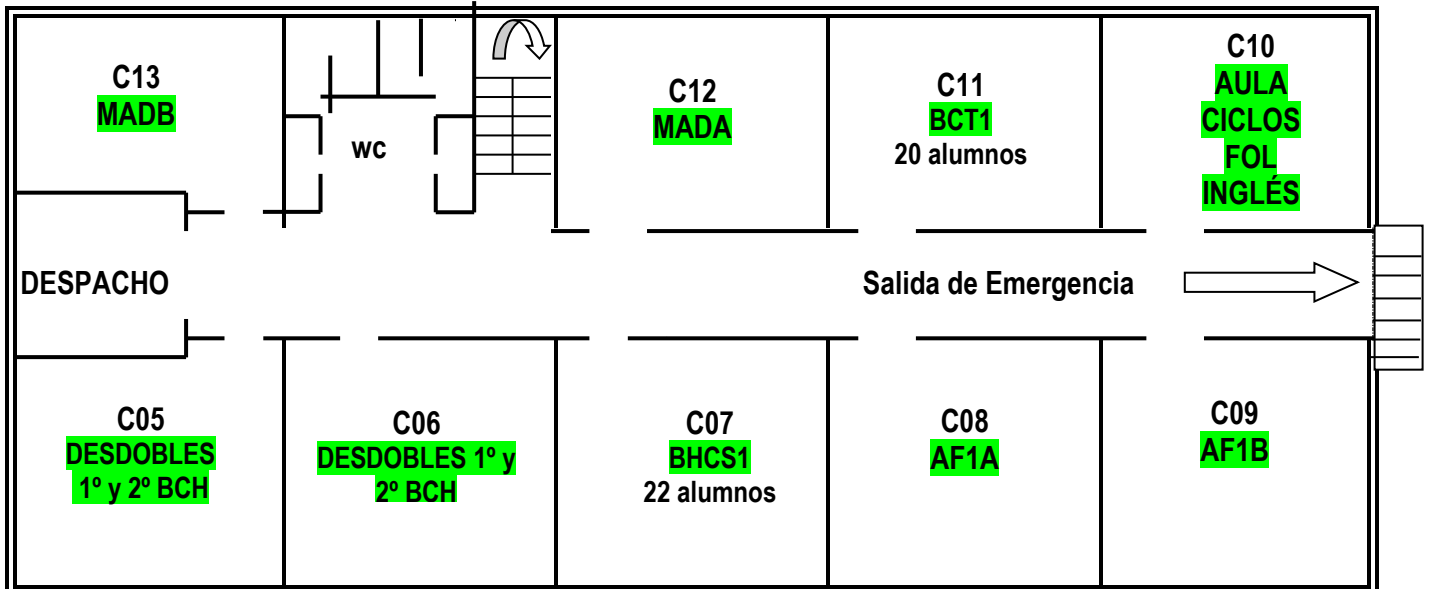 C13
MADB
WC
C12
MADA
C11
BCT1
20 alumnos
C10
AULA
CICLOS
FOL
INGLÉS
DESPACHO
Salida de Emergencia
C05
DESDOBLES
1º y 2º BCH
C06
DESDOBLES 1º y
2º BCH
C07
BHCS1
22 alumnos
C08
AF1A
C09
AF1B